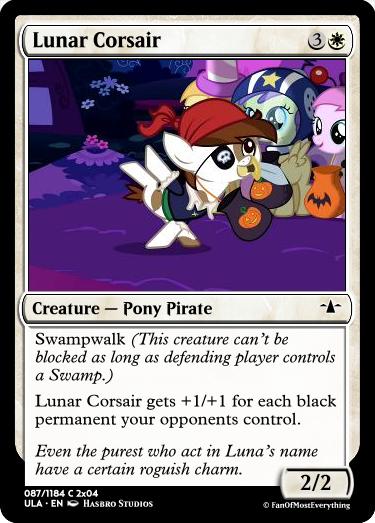 Lunar Corsair 3
Creature — Pony Pirate
Swampwalk (This creature can't be
blocked as long as defending player controls
a Swamp.)
Lunar Corsair gets +1/+1 for each black
permanent your opponents control.
Even the purest who act in Luna's name
have a certain roguish charm.
2/2
087/1184 C 2x04
ULA • EN Hasbro Studios
© FanOfMostEverything